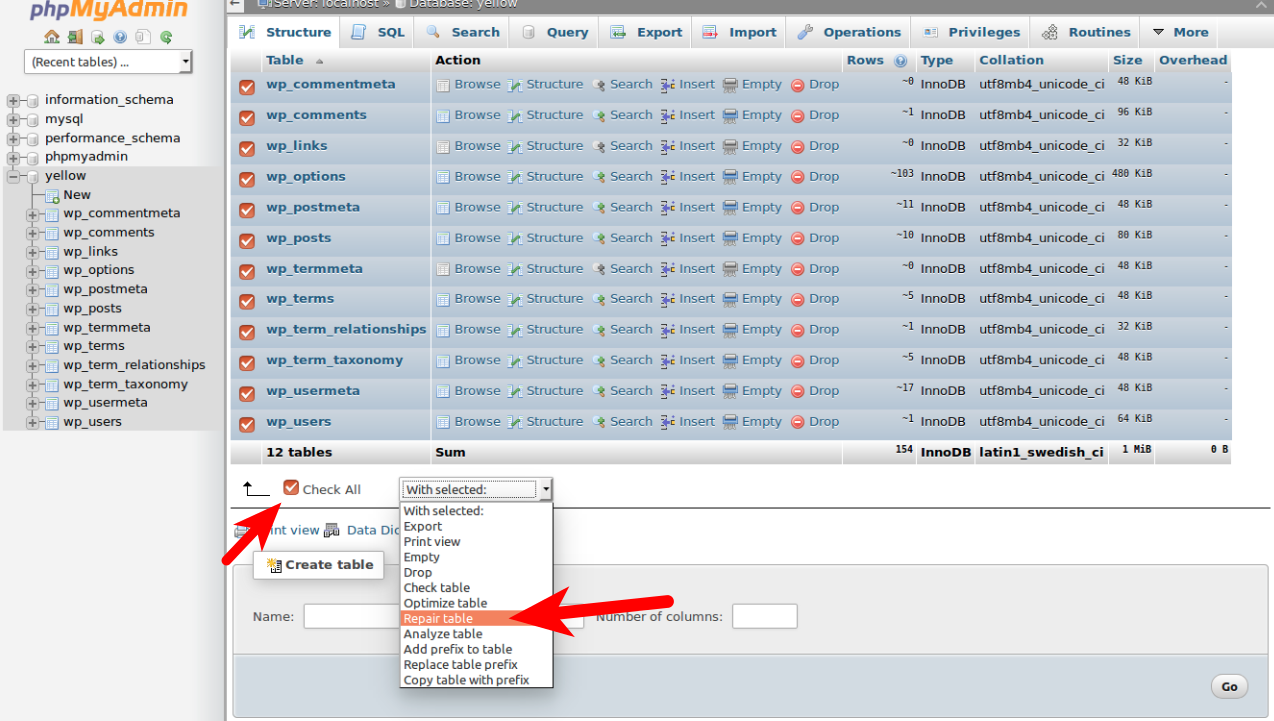 phpMyAdmin
(Recent tables) ...
information_schema
mysql
performance_schema
phpmyadmin
yellow
New
wp_commentmeta
wp_comments
wp_links
wp_options
wp_postmeta
wp_posts
wp_termmeta
wp_terms
wp_term_relationships
wp_term_taxonomy
wp_usermeta
wp_users
Server: localhost » Database: yellow
Structure SQL Search Query Export Import Operations Privileges Routines More
Table Action Rows Type Collation Size Overhead
wp_commentmeta Browse Structure Search Insert Empty Drop ~0 InnoDB utf8mb4_unicode_ci 48 KiB -
wp_comments Browse Structure Search Insert Empty Drop ~1 InnoDB utf8mb4_unicode_ci 96 KiB -
wp_links Browse Structure Search Insert Empty Drop ~0 InnoDB utf8mb4_unicode_ci 32 KiB -
wp_options Browse Structure Search Insert Empty Drop ~103 InnoDB utf8mb4_unicode_ci 480 KiB -
wp_postmeta Browse Structure Search Insert Empty Drop ~11 InnoDB utf8mb4_unicode_ci 48 KiB -
wp_posts Browse Structure Search Insert Empty Drop ~10 InnoDB utf8mb4_unicode_ci 80 KiB -
wp_termmeta Browse Structure Search Insert Empty Drop ~0 InnoDB utf8mb4_unicode_ci 48 KiB -
wp_terms Browse Structure Search Insert Empty Drop ~5 InnoDB utf8mb4_unicode_ci 48 KiB -
wp_term_relationships Browse Structure Search Insert Empty Drop ~1 InnoDB utf8mb4_unicode_ci 32 KiB -
wp_term_taxonomy Browse Structure Search Insert Empty Drop ~5 InnoDB utf8mb4_unicode_ci 48 KiB -
wp_usermeta Browse Structure Search Insert Empty Drop ~17 InnoDB utf8mb4_unicode_ci 48 KiB -
wp_users Browse Structure Search Insert Empty Drop ~1 InnoDB utf8mb4_unicode_ci 64 KiB -
12 tables Sum 154 InnoDB latin1_swedish_ci 1 MiB 0 B
Check All With selected:
With selected:
Export
Print view
Empty
Drop
Check table
Optimize table
Repair table
Analyze table
Add prefix to table
Replace table prefix
Copy table with prefix
view Data
Create table
Name: Number of columns:
Go